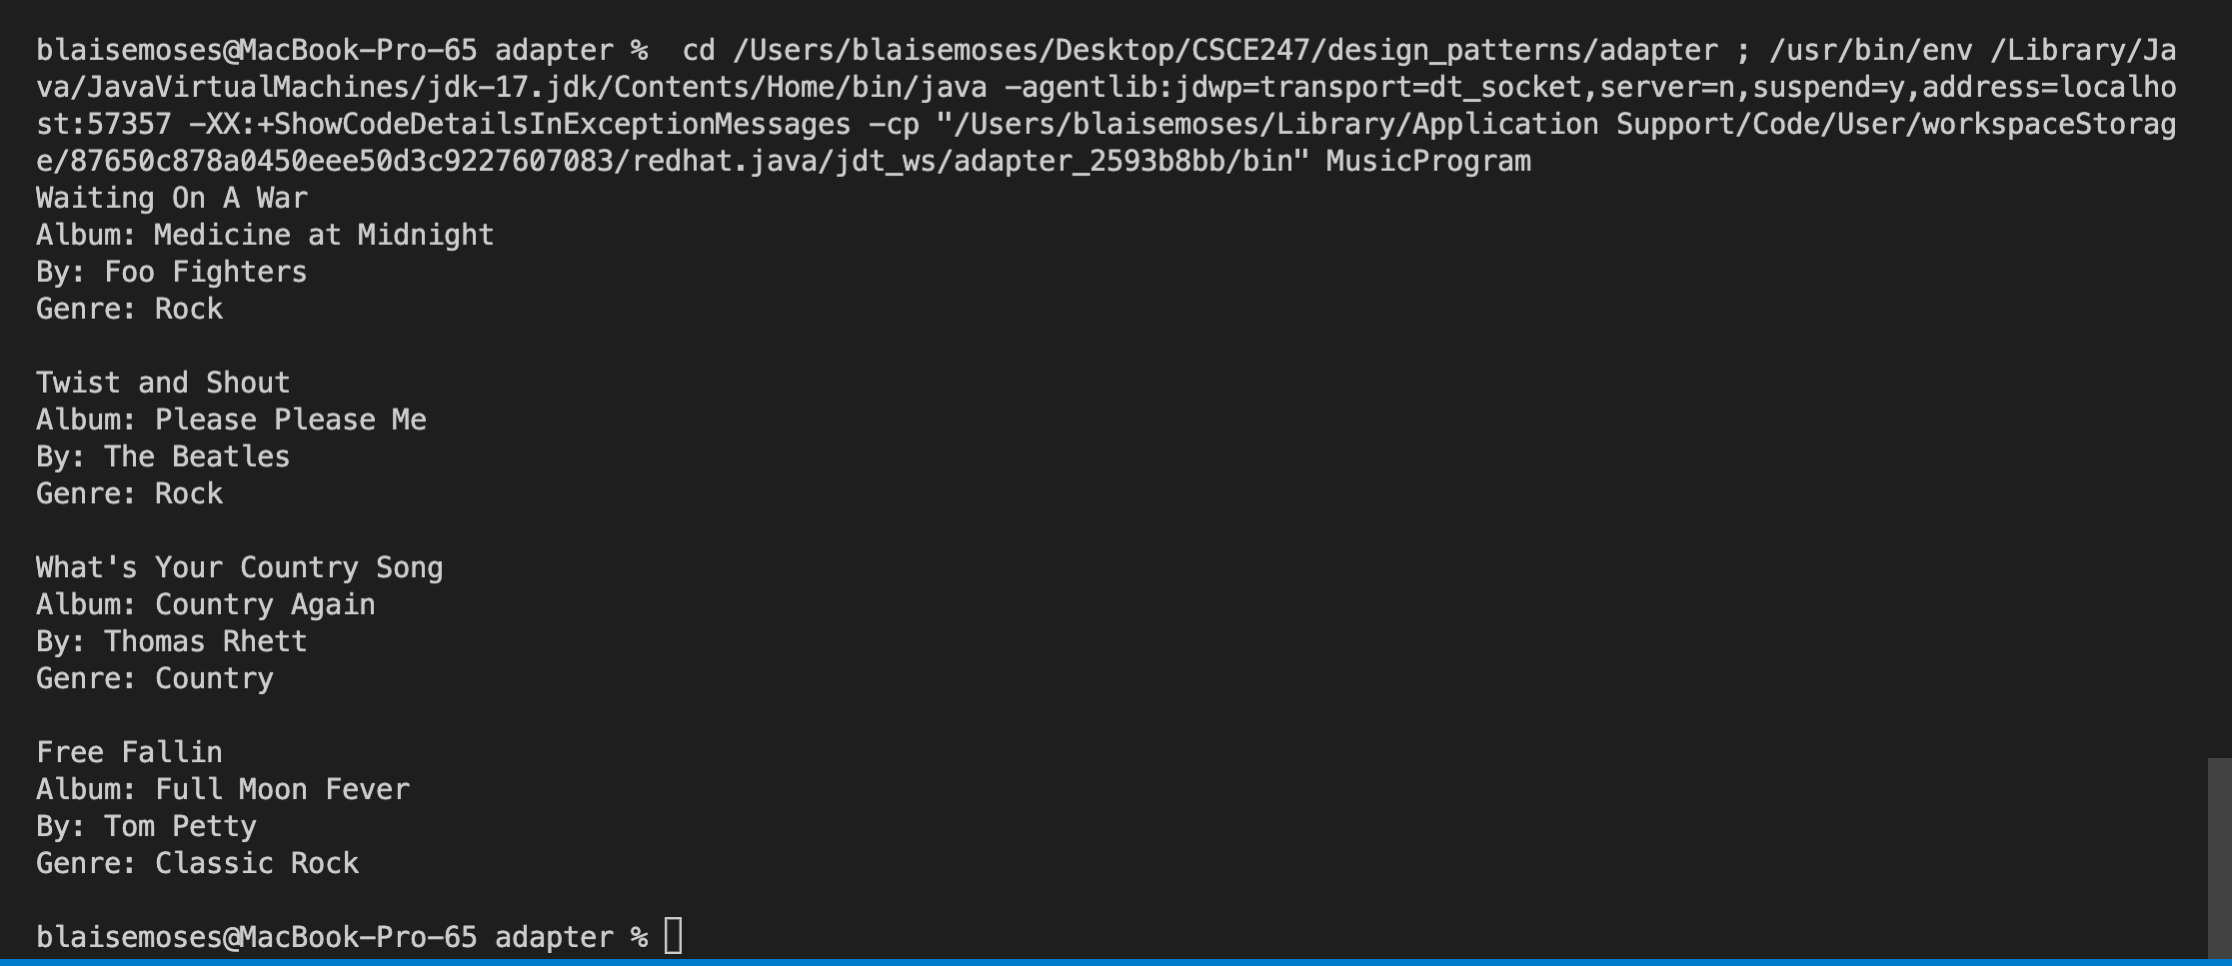 blaisemoses@MacBook-Pro-65 adapter %  cd /Users/blaisemoses/Desktop/CSCE247/design_patterns/adapter ; /usr/bin/env /Library/Ja
va/JavaVirtualMachines/jdk-17.jdk/Contents/Home/bin/java -agentlib:jdwp=transport=dt_socket,server=n,suspend=y,address=localho
st:57357 -XX:+ShowCodeDetailsInExceptionMessages -cp "/Users/blaisemoses/Library/Application Support/Code/User/workspaceStorag
e/87650c878a0450eee50d3c9227607083/redhat.java/jdt_ws/adapter_2593b8bb/bin" MusicProgram
Waiting On A War
Album: Medicine at Midnight
By: Foo Fighters
Genre: Rock

Twist and Shout
Album: Please Please Me
By: The Beatles
Genre: Rock

What's Your Country Song
Album: Country Again
By: Thomas Rhett
Genre: Country

Free Fallin
Album: Full Moon Fever
By: Tom Petty
Genre: Classic Rock

blaisemoses@MacBook-Pro-65 adapter %